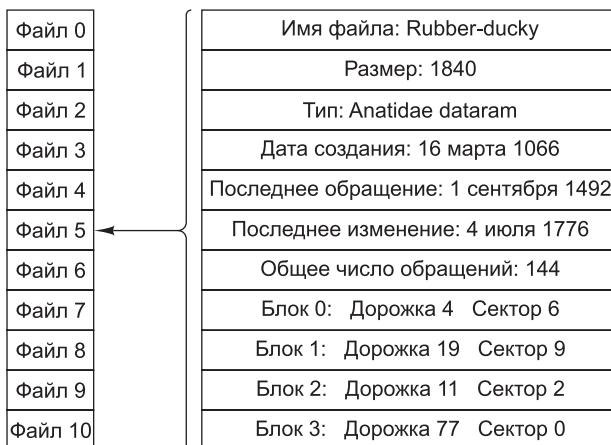 Файл 0
Файл 1
Файл 2
Файл 3
Файл 4
Файл 5
Файл 6
Файл 7
Файл 8
Файл 9
Файл 10
Имя файла: Rubber-ducky
Размер: 1840
Тип: Anatidae dataram
Дата создания: 16 марта 1066
Последнее обращение: 1 сентября 1492
Последнее изменение: 4 июля 1776
Общее число обращений: 144
Блок 0: Дорожка 4 Сектор 6
Блок 1: Дорожка 19 Сектор 9
Блок 2: Дорожка 11 Сектор 2
Блок 3: Дорожка 77 Сектор 0